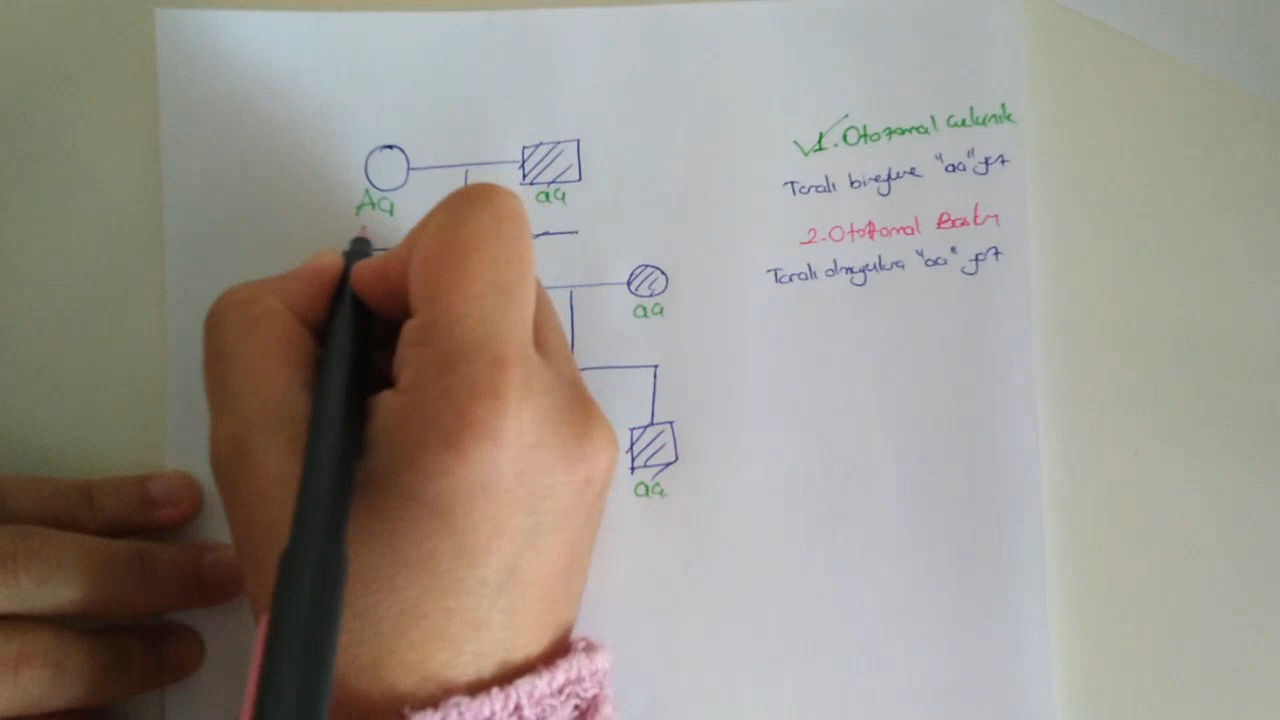 √1. Otozomal Çekinik
Taralı bireylere "aa" yaz
2-Otozomal Baskın
Taralı olmayanlara "aa" yaz
Aa
aa
aa
aa